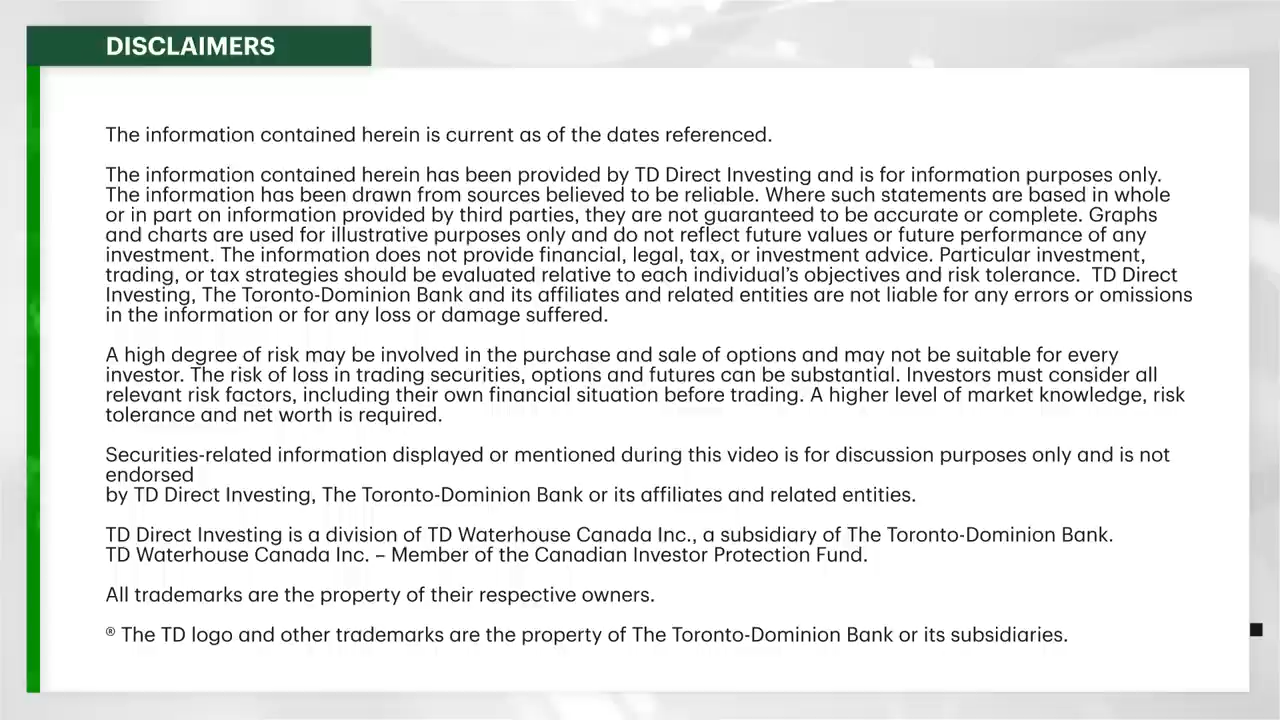 DISCLAIMERS
The information contained herein is current as of the dates referenced.
The information contained herein has been provided by TD Direct Investing and is for information purposes only.
The information has been drawn from sources believed to be reliable. Where such statements are based in whole
or in part on information provided by third parties, they are not guaranteed to be accurate or complete. Graphs
and charts are used for illustrative purposes only and do not reflect future values or future performance of any
investment. The information does not provide financial, legal, tax, or investment advice. Particular investment,
trading, or tax strategies should be evaluated relative to each individual's objectives and risk tolerance.  TD Direct
Investing, The Toronto-Dominion Bank and its affiliates and related entities are not liable for any errors or omissions
in the information or for any loss or damage suffered.
A high degree of risk may be involved in the purchase and sale of options and may not be suitable for every
investor. The risk of loss in trading securities, options and futures can be substantial. Investors must consider all
relevant risk factors, including their own financial situation before trading. A higher level of market knowledge, risk
tolerance and net worth is required.
Securities-related information displayed or mentioned during this video is for discussion purposes only and is not
endorsed
by TD Direct Investing, The Toronto-Dominion Bank or its affiliates and related entities.
TD Direct Investing is a division of TD Waterhouse Canada Inc., a subsidiary of The Toronto-Dominion Bank.
TD Waterhouse Canada Inc. – Member of the Canadian Investor Protection Fund.
All trademarks are the property of their respective owners.
® The TD logo and other trademarks are the property of The Toronto-Dominion Bank or its subsidiaries.